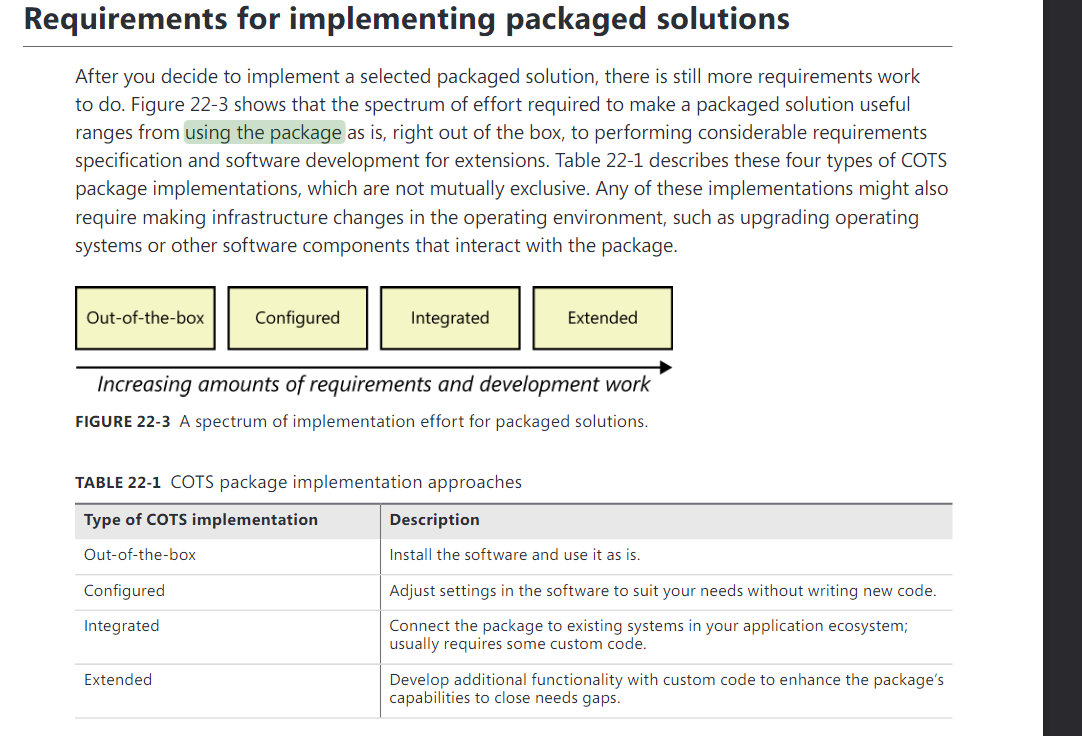 Requirements for implementing packaged solutions
After you decide to implement a selected packaged solution, there is still more requirements work
to do. Figure 22-3 shows that the spectrum of effort required to make a packaged solution useful
ranges from using the package as is, right out of the box, to performing considerable requirements
specification and software development for extensions. Table 22-1 describes these four types of COTS
package implementations, which are not mutually exclusive. Any of these implementations might also
require making infrastructure changes in the operating environment, such as upgrading operating
systems or other software components that interact with the package.
Out-of-the-box Configured Integrated Extended
Increasing amounts of requirements and development work
FIGURE 22-3 A spectrum of implementation effort for packaged solutions.
TABLE 22-1 COTS package implementation approaches
Type of COTS implementation Description
Out-of-the-box Install the software and use it as is.
Configured Adjust settings in the software to suit your needs without writing new code.
Integrated Connect the package to existing systems in your application ecosystem;
usually requires some custom code.
Extended Develop additional functionality with custom code to enhance the package’s
capabilities to close needs gaps.